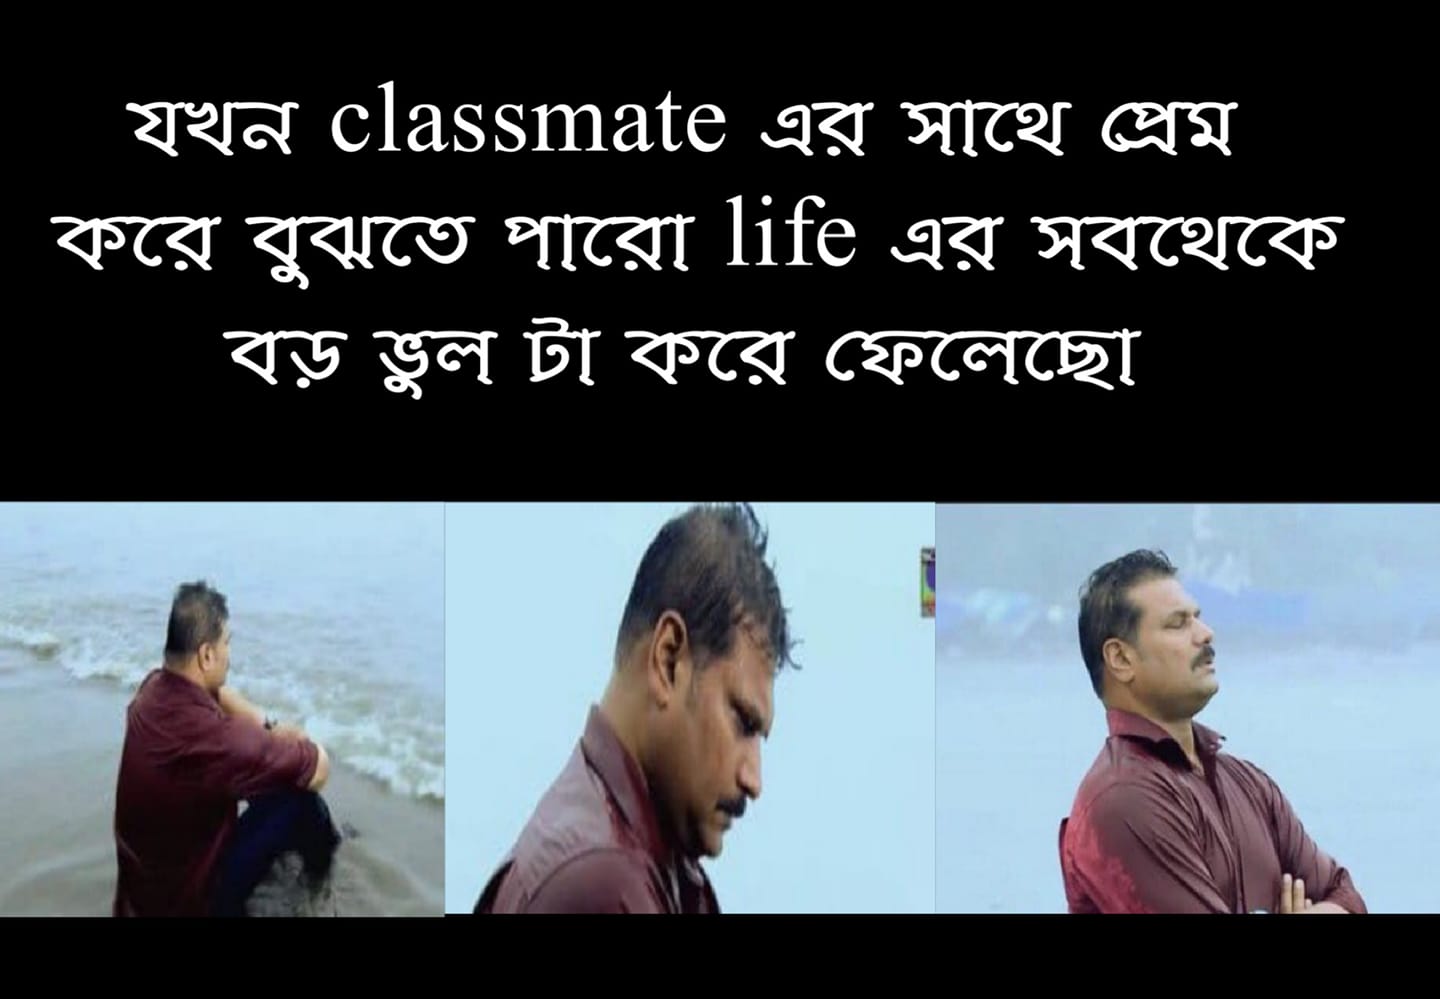 যখন classmate এর সাথে প্রেম
করে বুঝতে পারো life এর সবথেকে
বড় ভুল টা করে ফেলেছো